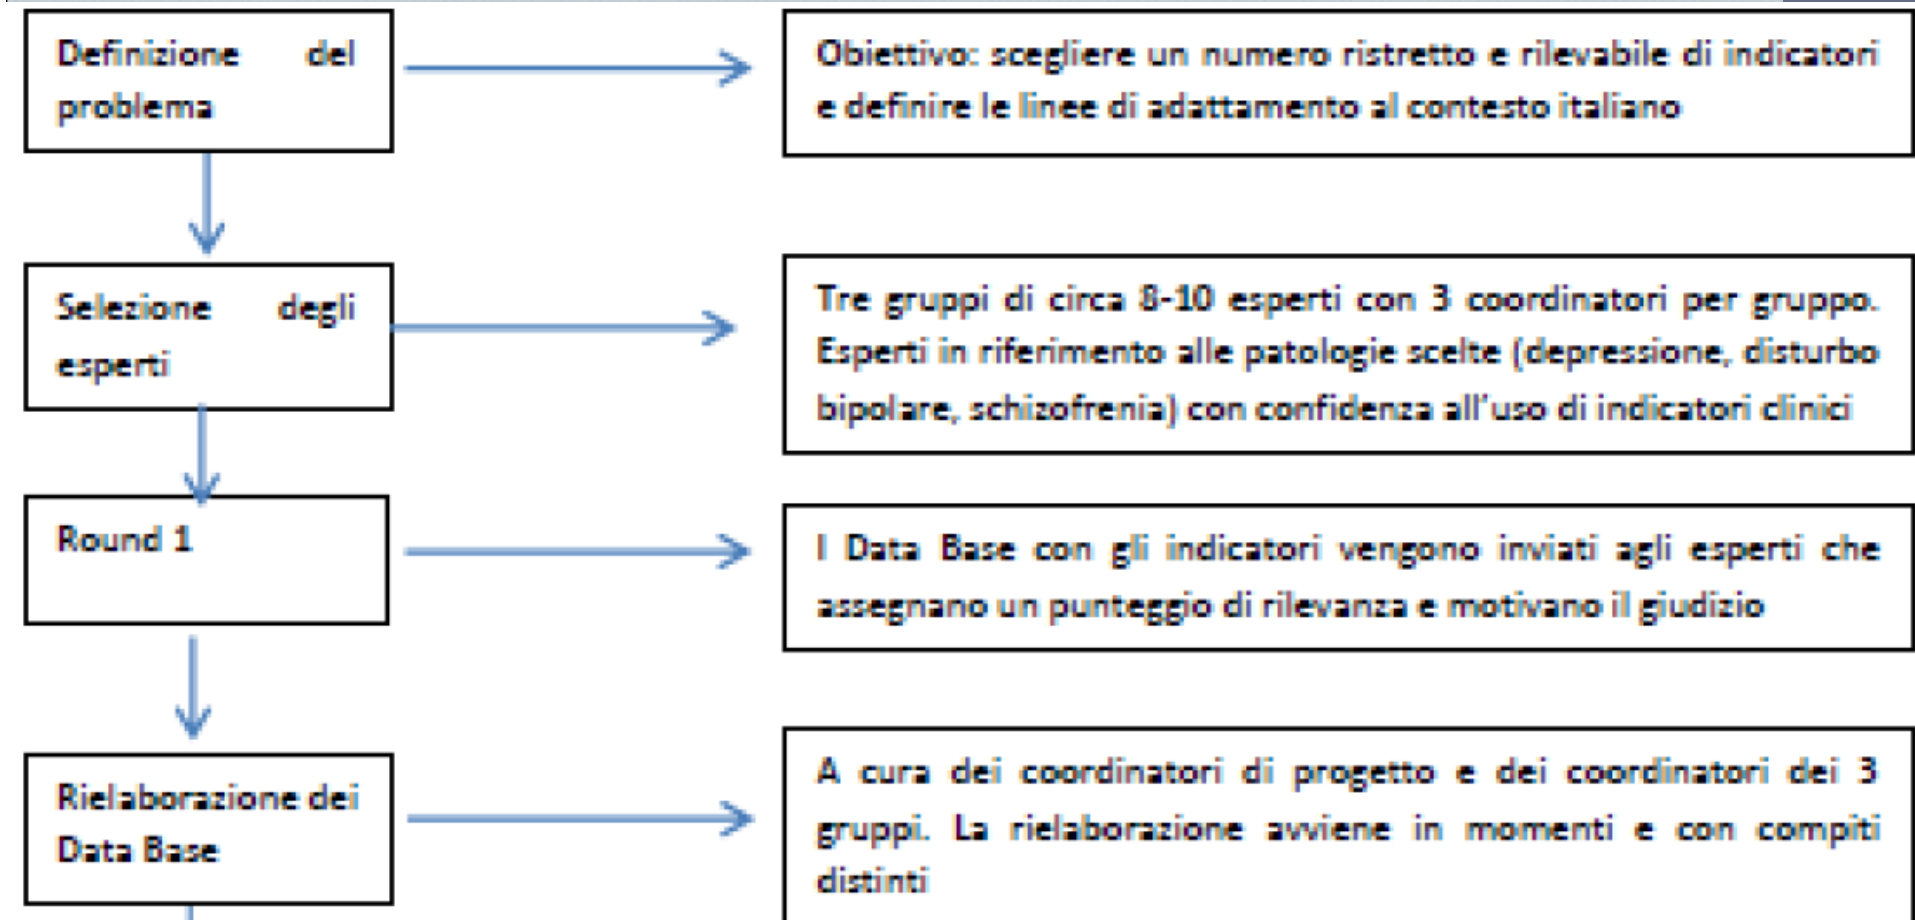 Definizione del
problema
Obiettivo: scegliere un numero ristretto e rilevabile di indicatori
e definire le linee di adattamento al contesto italiano
Selezione degli
esperti
Tre gruppi di circa 8-10 esperti con 3 coordinatori per gruppo.
Esperti in riferimento alle patologie scelte (depressione, disturbo
bipolare, schizofrenia) con confidenza all'uso di indicatori clinici
Round 1
I Data Base con gli indicatori vengono inviati agli esperti che
assegnano un punteggio di rilevanza e motivano il giudizio
Rielaborazione dei
Data Base
A cura dei coordinatori di progetto e dei coordinatori dei 3
gruppi. La rielaborazione avviene in momenti e con compiti
distinti